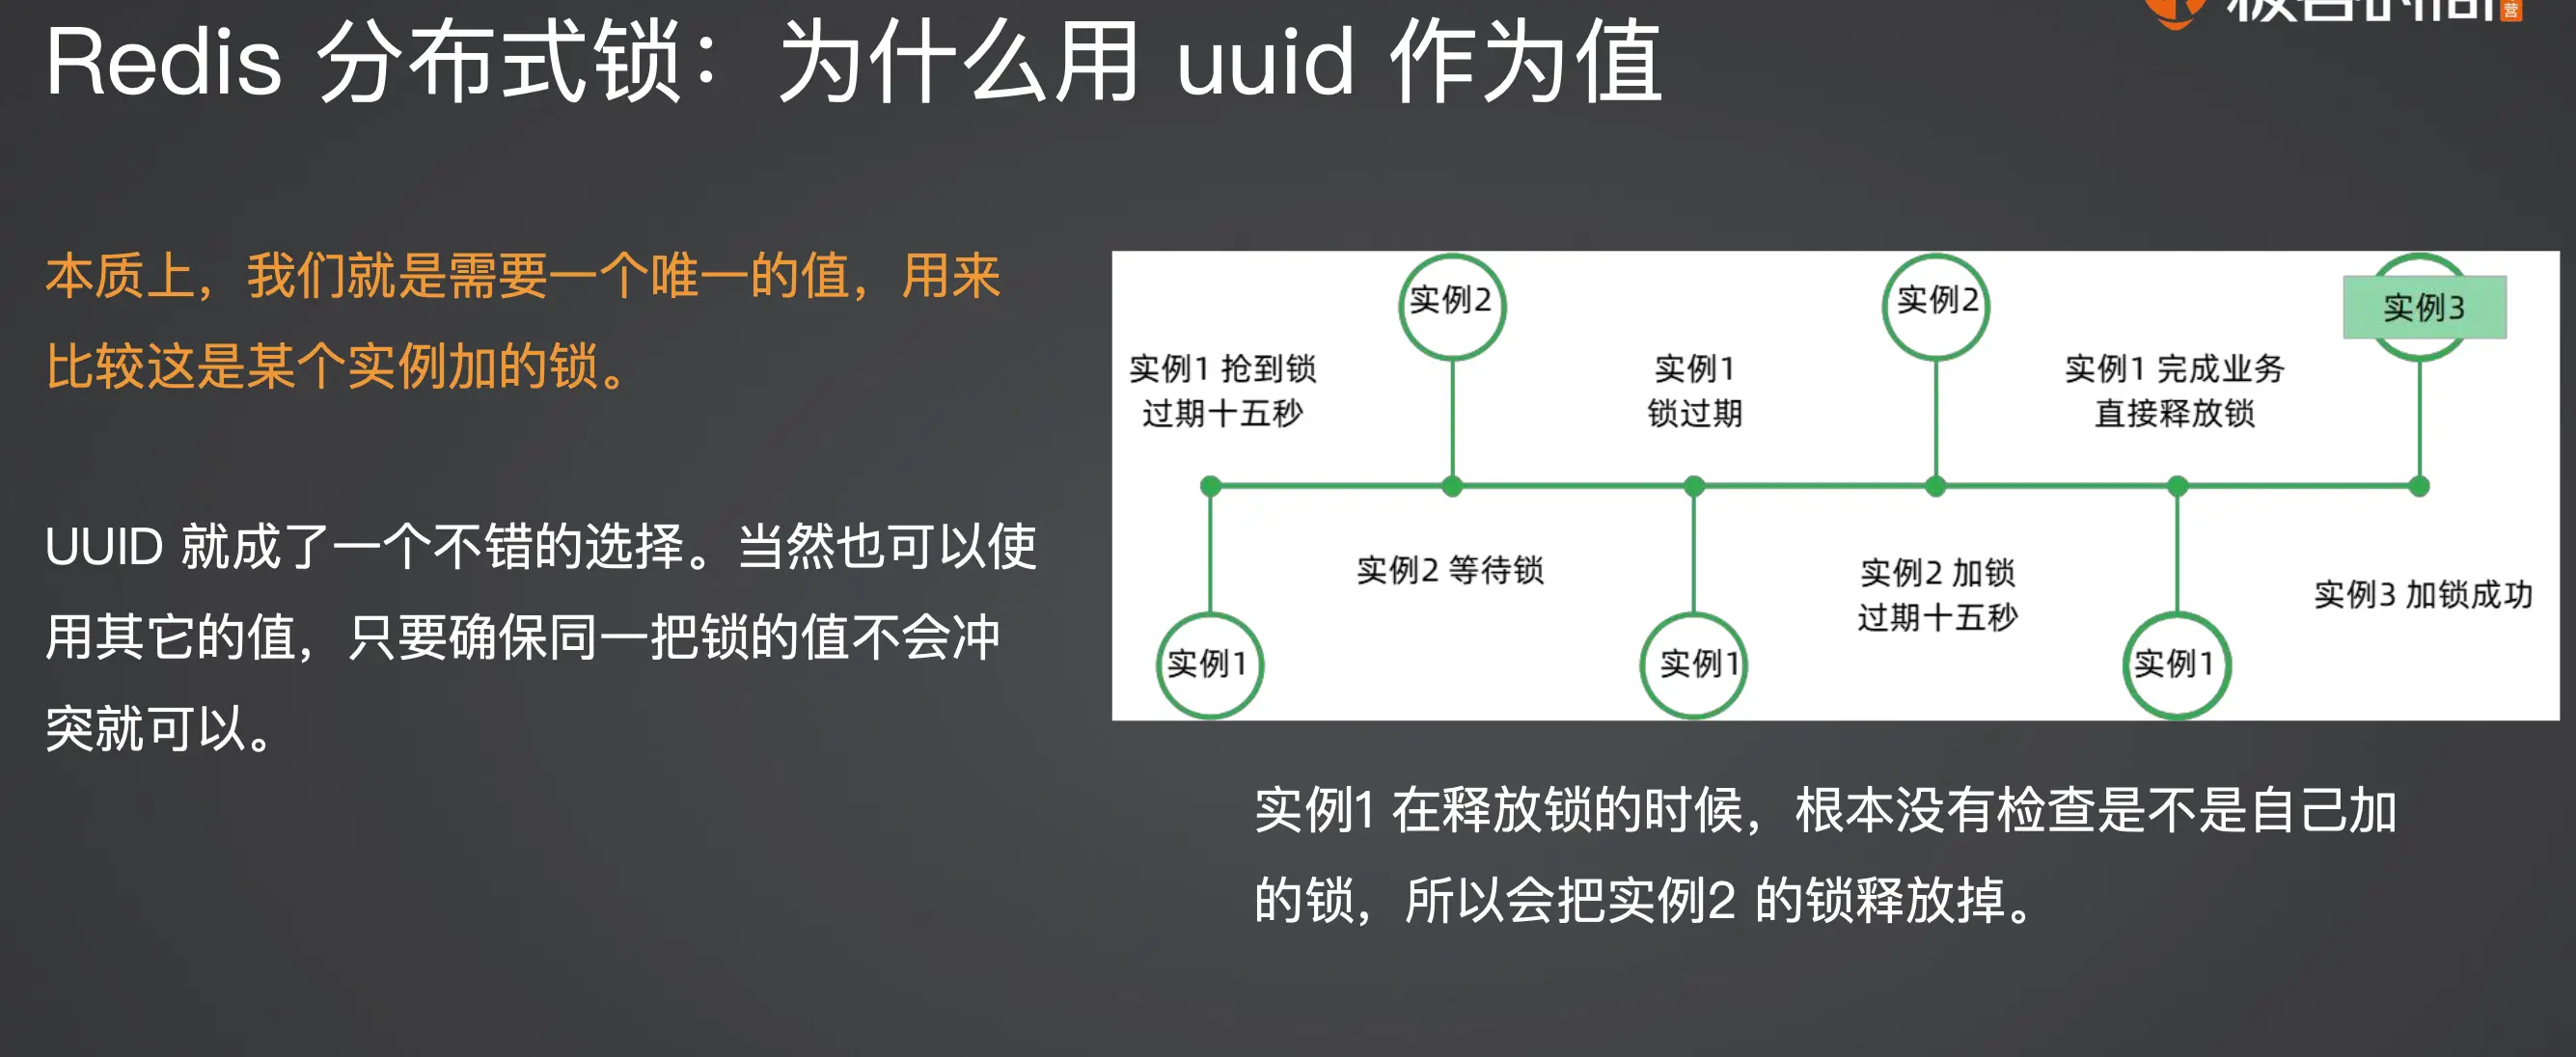 Redis 分布式锁：为什么用 uuid 作为值
营
本质上，我们就是需要一个唯一的值，用来
比较这是某个实例加的锁。
UUID 就成了一个不错的选择。当然也可以使
用其它的值，只要确保同一把锁的值不会冲
突就可以。
实例2
实例2
实例3
实例1 抢到锁
过期十五秒
实例1
锁过期
实例1 完成业务
直接释放锁
实例2 等待锁
实例2 加锁
过期十五秒
实例3 加锁成功
实例1
实例1
实例1
实例1 在释放锁的时候，根本没有检查是不是自己加
的锁，所以会把实例2 的锁释放掉。